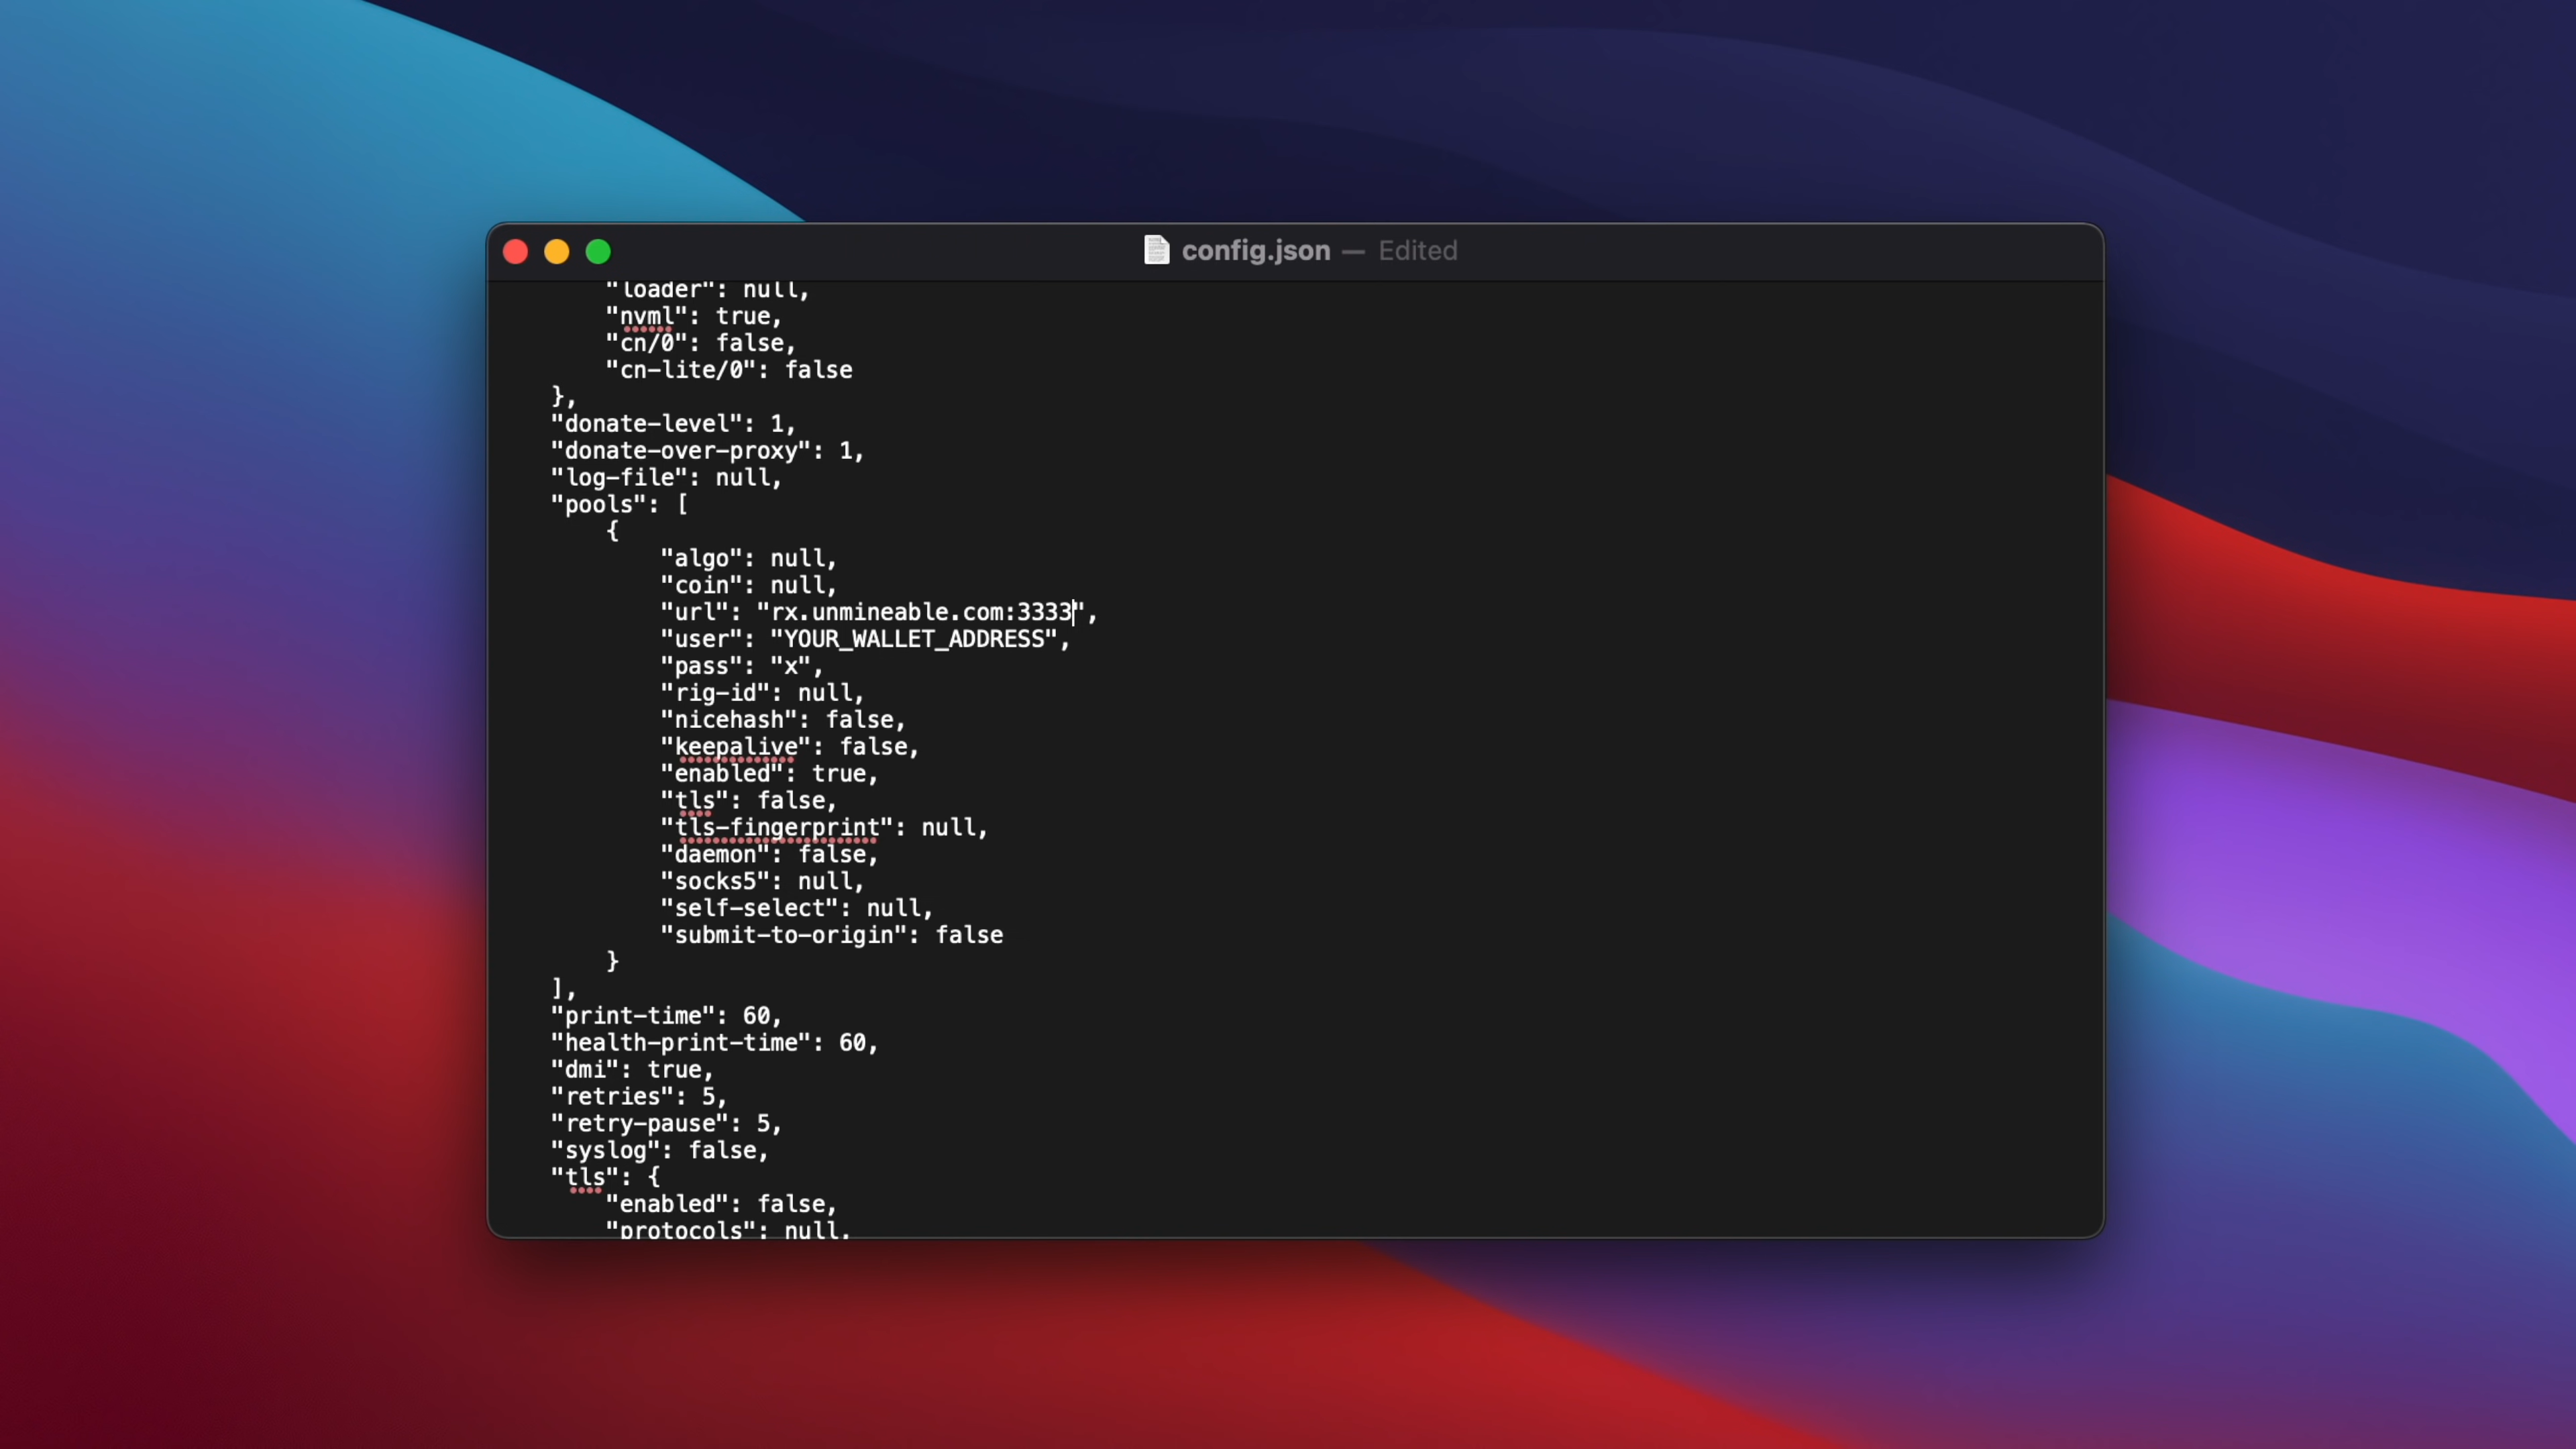 config.json — Edited
"loader": null,
"nvml": true,
"cn/0": false,
"cn-lite/0": false
},
"donate-level": 1,
"donate-over-proxy": 1,
"log-file": null,
"pools": [
{
"algo": null,
"coin": null,
"url": "rx.unmineable.com:3333",
"user": "YOUR_WALLET_ADDRESS",
"pass": "x",
"rig-id": null,
"nicehash": false,
"keepalive": false,
"enabled": true,
"tls": false,
"tls-fingerprint": null,
"daemon": false,
"socks5": null,
"self-select": null,
"submit-to-origin": false
}
],
"print-time": 60,
"health-print-time": 60,
"dmi": true,
"retries": 5,
"retry-pause": 5,
"syslog": false,
"tls": {
"enabled": false,
"protocols": null,